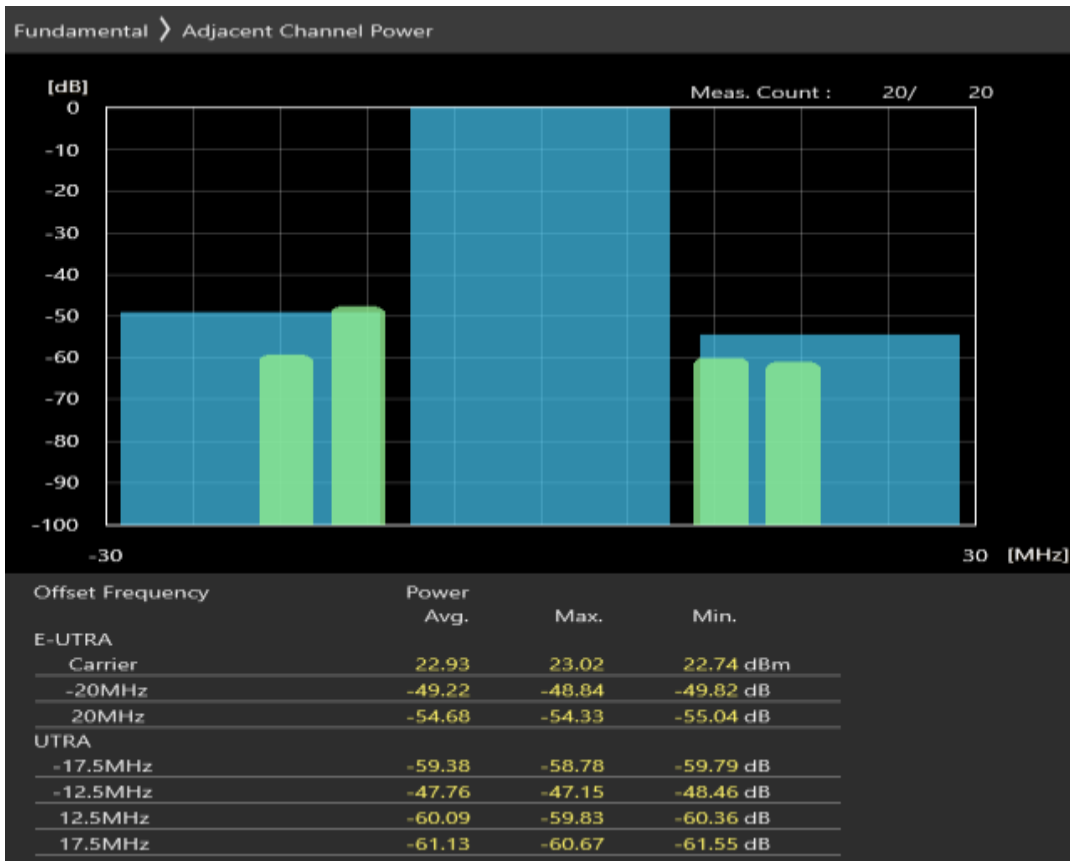 Fundamental ❯ Adjacent Channel Power
[dB]
Meas. Count : 20/ 20
0
-10
-20
-30
-40
-50
-60
-70
-80
-90
-100
-30 30 [MHz]
Offset Frequency Power
Avg. Max. Min.
E-UTRA
Carrier 22.93 23.02 22.74 dBm
-20MHz -49.22 -48.84 -49.82 dB
20MHz -54.68 -54.33 -55.04 dB
UTRA
-17.5MHz -59.38 -58.78 -59.79 dB
-12.5MHz -47.76 -47.15 -48.46 dB
12.5MHz -60.09 -59.83 -60.36 dB
17.5MHz -61.13 -60.67 -61.55 dB